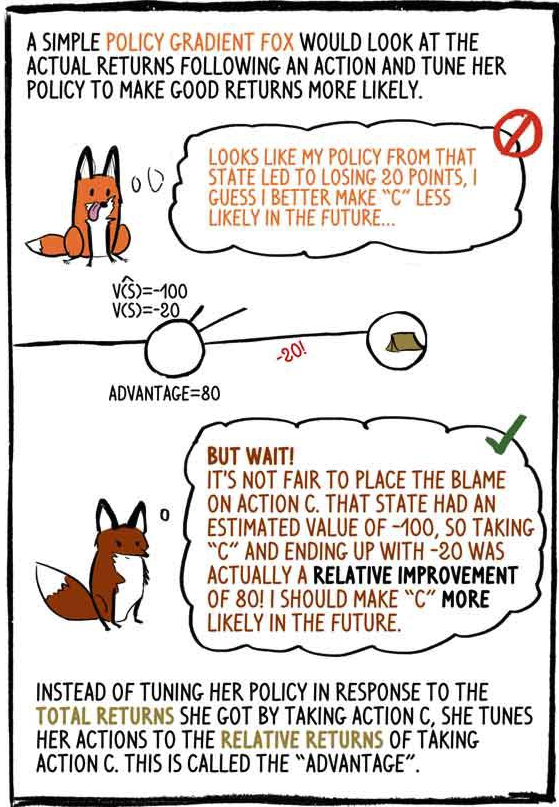 A SIMPLE POLICY GRADIENT FOX WOULD LOOK AT THE
ACTUAL RETURNS FOLLOWING AN ACTION AND TUNE HER
POLICY TO MAKE GOOD RETURNS MORE LIKELY.
LOOKS LIKE MY POLICY FROM THAT
STATE LED TO LOSING 20 POINTS, I
GUESS I BETTER MAKE "C" LESS
LIKELY IN THE FUTURE...
V(Ŝ)=-100
V(S)=-20
-20!
ADVANTAGE=80
BUT WAIT!
IT'S NOT FAIR TO PLACE THE BLAME
ON ACTION C. THAT STATE HAD AN
ESTIMATED VALUE OF -100, SO TAKING
"C" AND ENDING UP WITH -20 WAS
ACTUALLY A RELATIVE IMPROVEMENT
OF 80! I SHOULD MAKE "C" MORE
LIKELY IN THE FUTURE.
INSTEAD OF TUNING HER POLICY IN RESPONSE TO THE
TOTAL RETURNS SHE GOT BY TAKING ACTION C, SHE TUNES
HER ACTIONS TO THE RELATIVE RETURNS OF TAKING
ACTION C. THIS IS CALLED THE "ADVANTAGE".